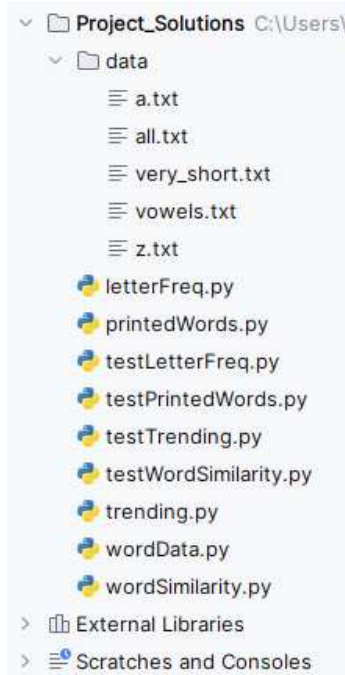 Project_Solutions C:\Users\
data
a.txt
all.txt
very_short.txt
vowels.txt
z.txt
letterFreq.py
printedWords.py
testLetterFreq.py
testPrintedWords.py
testTrending.py
testWordSimilarity.py
trending.py
wordData.py
wordSimilarity.py
External Libraries
Scratches and Consoles